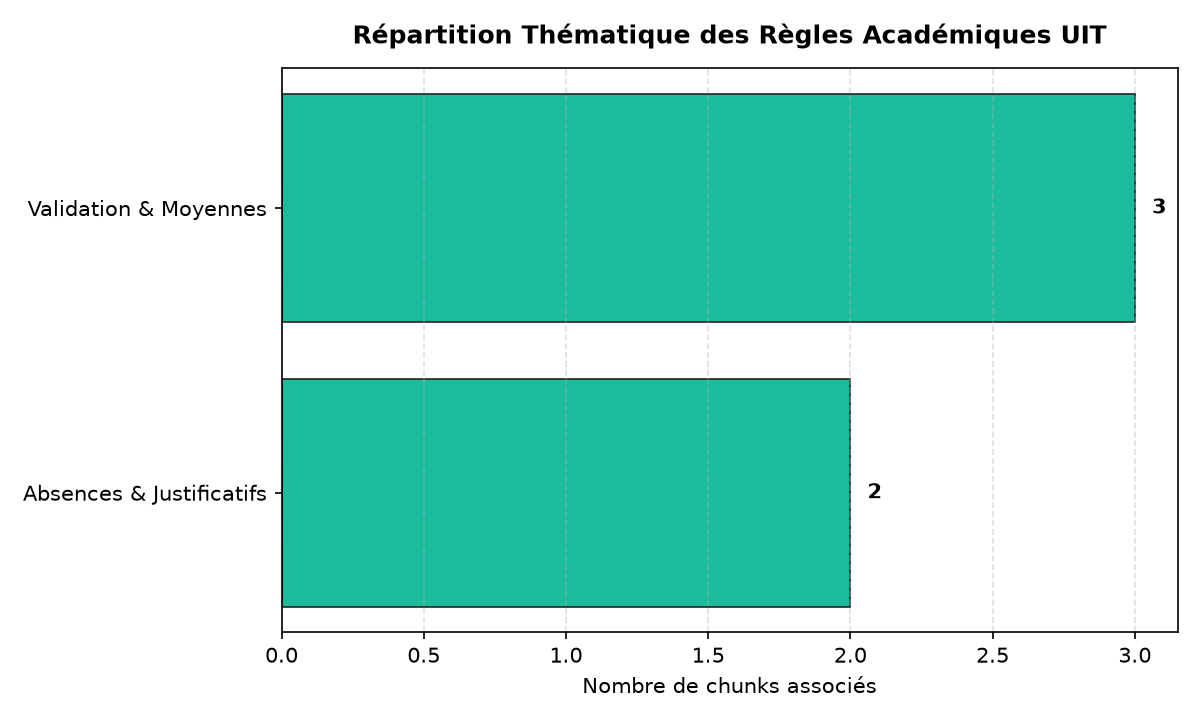 Répartition Thématique des Règles Académiques UIT
Validation & Moyennes
3
Absences & Justificatifs
2
0.0 0.5 1.0 1.5 2.0 2.5 3.0
Nombre de chunks associés